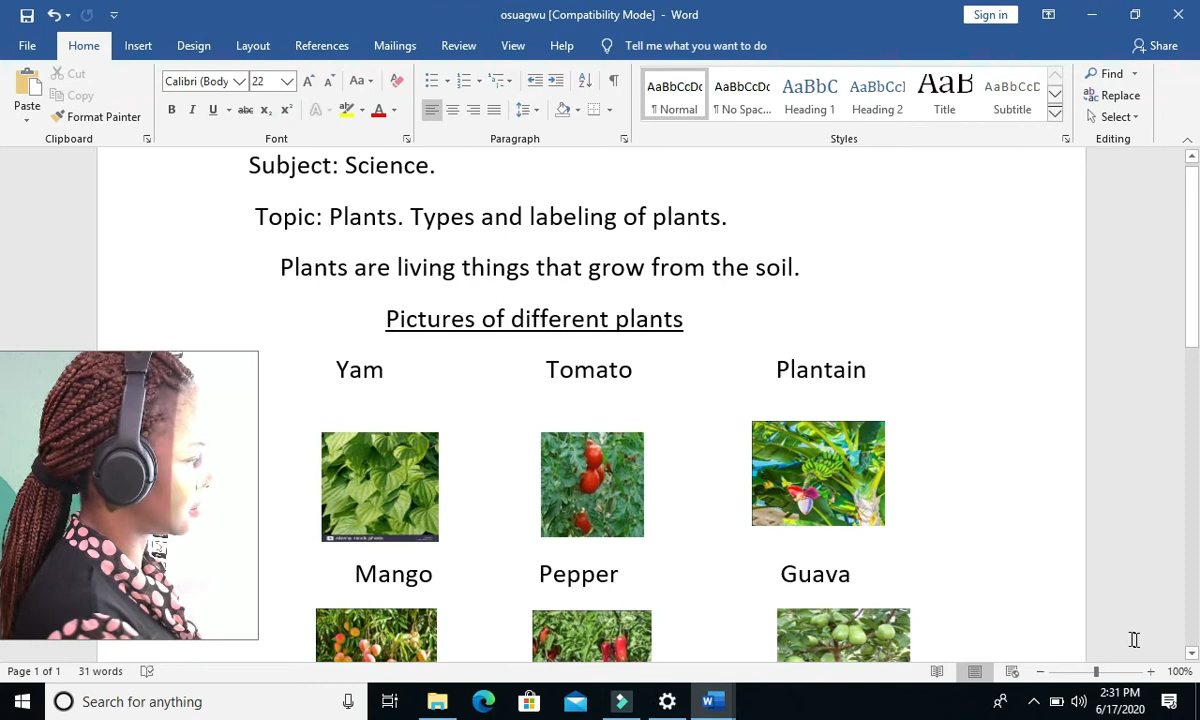 osuagwu [Compatibility Mode] - Word
Sign in
File Home Insert Design Layout References Mailings Review View Help Tell me what you want to do Share
Paste
Cut
Copy
Format Painter
Clipboard
Calibri (Body 22
Font
Paragraph
AaBbCcDc AaBbCcDc AaBbC AaBbCcI AaB AaBbCcD
¶ Normal ¶ No Spac... Heading 1 Heading 2 Title Subtitle
Styles
Find
Replace
Select
Editing
Subject: Science.
Topic: Plants. Types and labeling of plants.
Plants are living things that grow from the soil.
Pictures of different plants
Yam Tomato Plantain
Mango Pepper Guava
Page 1 of 1 31 words 100%
Search for anything
2:31 PM
6/17/2020